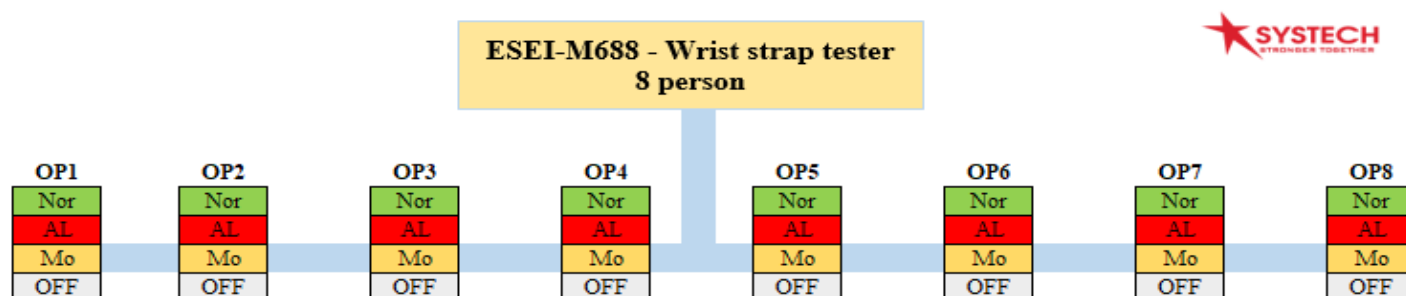 ESEI-M688 - Wrist strap tester
8 person
SYSTECH
STRONGER TOGETHER
OP1 OP2 OP3 OP4 OP5 OP6 OP7 OP8
Nor Nor Nor Nor Nor Nor Nor Nor
AL AL AL AL AL AL AL AL
Mo Mo Mo Mo Mo Mo Mo Mo
OFF OFF OFF OFF OFF OFF OFF OFF